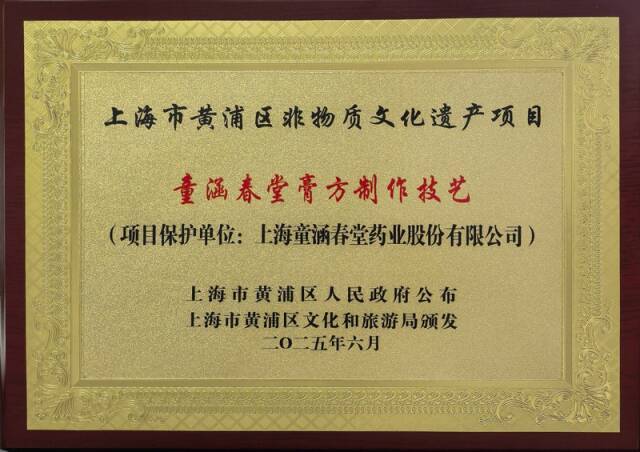 上海市黄浦区非物质文化遗产项目
童涵春堂膏方制作技艺
（项目保护单位：上海童涵春堂药业股份有限公司）
上海市黄浦区人民政府公布
上海市黄浦区文化和旅游局颁发
二〇二五年六月